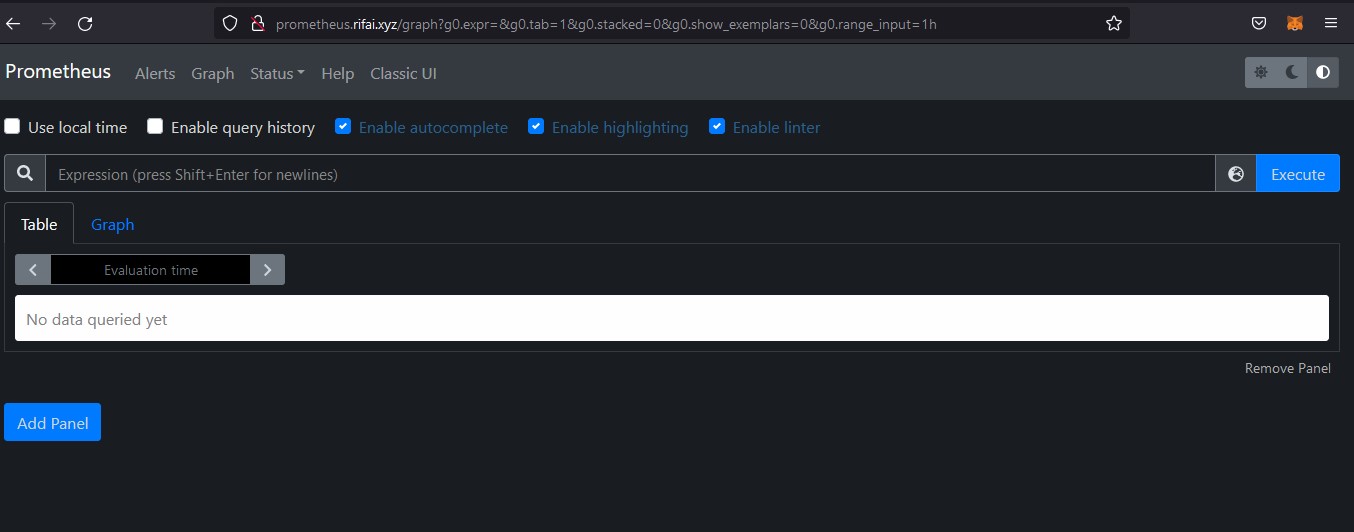 prometheus.rifai.xyz/graph?g0.expr=&g0.tab=1&g0.stacked=0&g0.show_exemplars=0&g0.range_input=1h
Prometheus Alerts Graph Status Help Classic UI
Use local time Enable query history Enable autocomplete Enable highlighting Enable linter
Expression (press Shift+Enter for newlines) Execute
Table Graph
Evaluation time
No data queried yet
Remove Panel
Add Panel